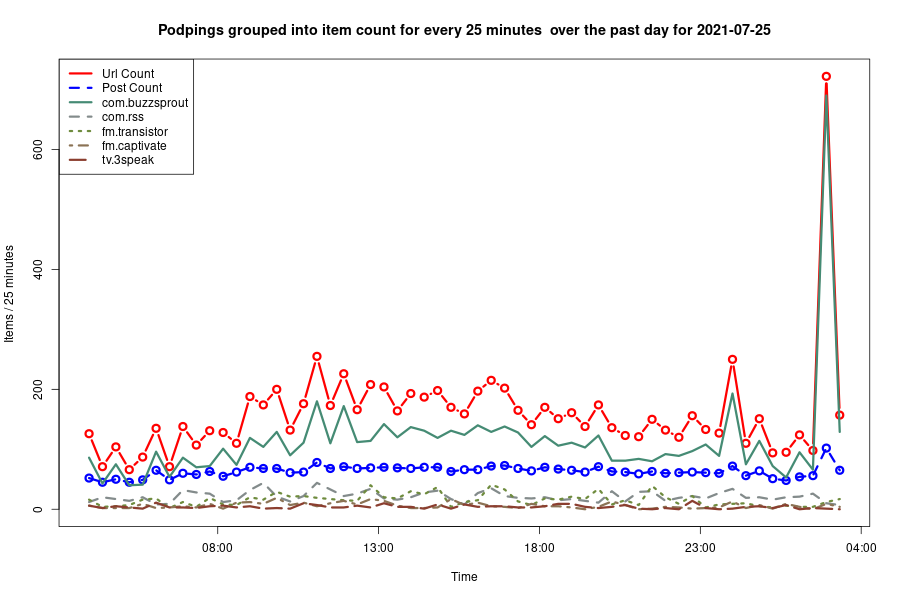 Podpings grouped into item count for every 25 minutes  over the past day for 2021-07-25
Url Count
Post Count
com.buzzsprout
com.rss
fm.transistor
fm.captivate
tv.3speak
600
400
200
0
Items / 25 minutes
08:00 13:00 18:00 23:00 04:00
Time